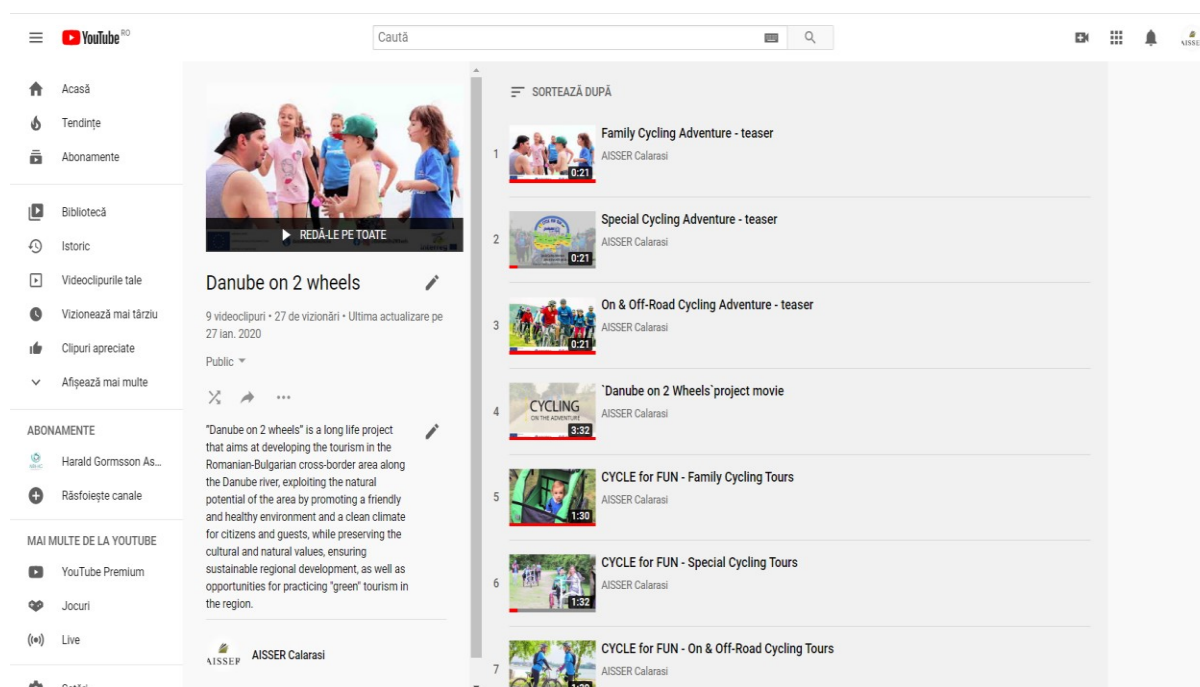 YouTube RO
Caută
Acasă
Tendințe
Abonamente
Bibliotecă
Istoric
Videoclipurile tale
Vizionează mai târziu
Clipuri apreciate
Afișează mai multe
ABONAMENTE
Harald Gormsson As...
Răsfoiește canale
MAI MULTE DE LA YOUTUBE
YouTube Premium
Jocuri
Live
REDĂ-LE PE TOATE
Danube on 2 wheels
9 videoclipuri • 27 de vizionări • Ultima actualizare pe
27 ian. 2020
Public
"Danube on 2 wheels" is a long life project
that aims at developing the tourism in the
Romanian-Bulgarian cross-border area along
the Danube river, exploiting the natural
potential of the area by promoting a friendly
and healthy environment and a clean climate
for citizens and guests, while preserving the
cultural and natural values, ensuring
sustainable regional development, as well as
opportunities for practicing "green" tourism in
the region.
AISSER Calarasi
SORTEAZĂ DUPĂ
1
0:21
Family Cycling Adventure - teaser
AISSER Calarasi
2
0:21
Special Cycling Adventure - teaser
AISSER Calarasi
3
0:21
On & Off-Road Cycling Adventure - teaser
AISSER Calarasi
4
CYCLING
ON THE ADVENTURE
3:32
`Danube on 2 Wheels`project movie
AISSER Calarasi
5
1:30
CYCLE for FUN - Family Cycling Tours
AISSER Calarasi
6
1:32
CYCLE for FUN - Special Cycling Tours
AISSER Calarasi
7
CYCLE for FUN - On & Off-Road Cycling Tours
AISSER Calarasi